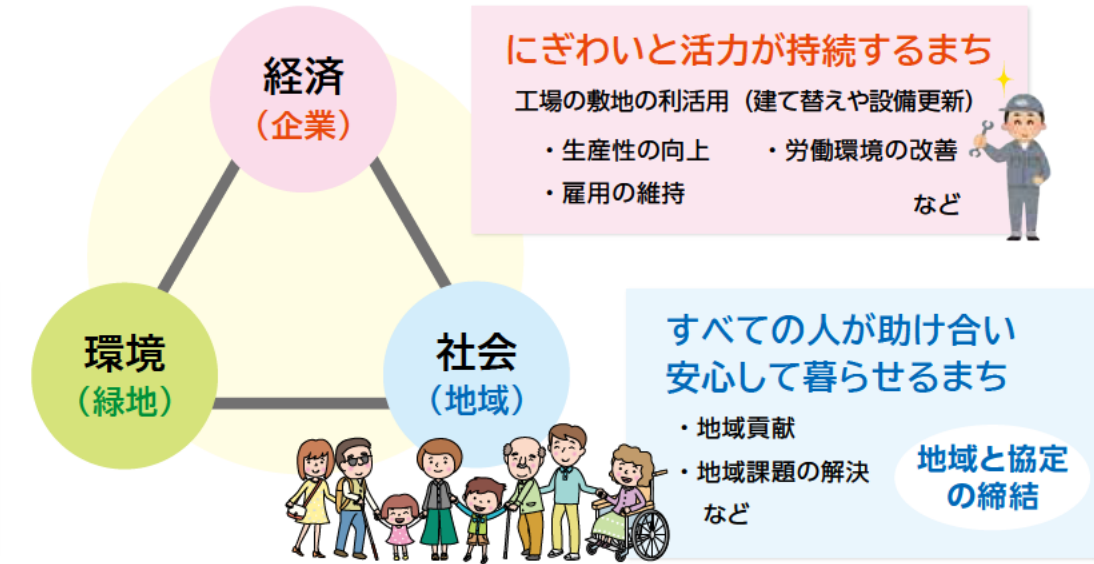 経済
（企業）
にぎわいと活力が持続するまち
工場の敷地の利活用（建て替えや設備更新）
・生産性の向上　・労働環境の改善
・雇用の維持
など
環境
（緑地）
社会
（地域）
すべての人が助け合い
安心して暮らせるまち
・地域貢献
・地域課題の解決
など
地域と協定
の締結